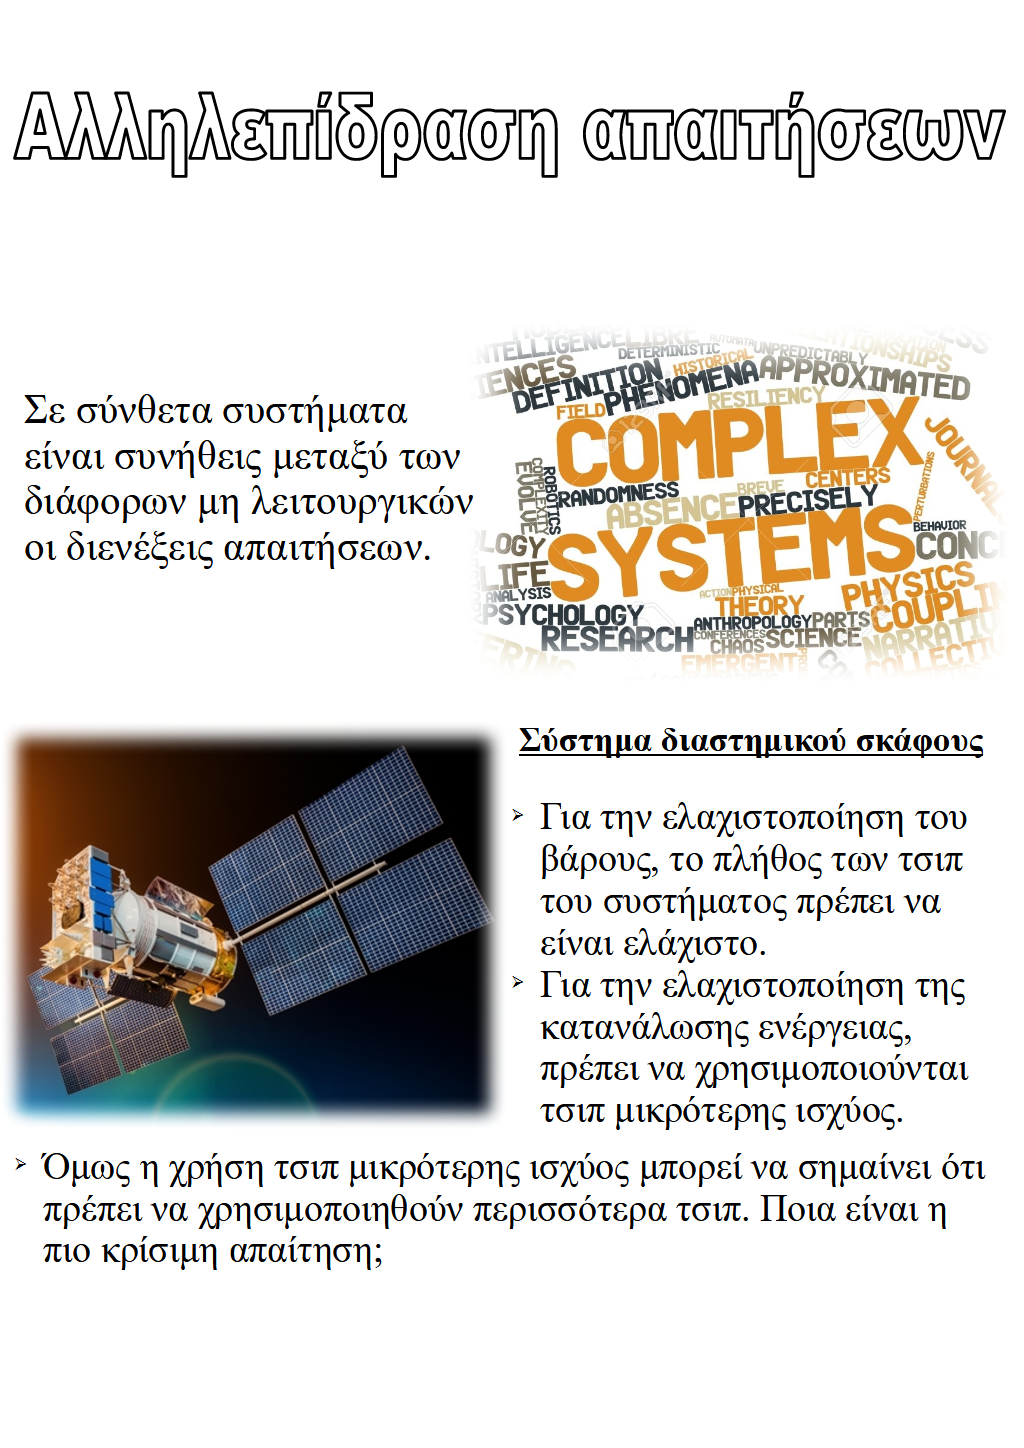 Αλληλεπίδραση απαιτήσεων
Σε σύνθετα συστήματα
είναι συνήθεις μεταξύ των
διάφορων μη λειτουργικών
οι διενέξεις απαιτήσεων.
INTELLIGENCE LIBRE
DETERMINISTIC
AUTOMATA
UNPREDICTABLY
RELATIONSHIPS
HISTORICAL
DEFINITION
PHENOMENA
APPROXIMATED
FIELD
RESILIENCY
COMPLEX
JOURNAL
CENTERS
PERTURBATIONS
EVOLVE
COMPLEXITY
ROBOTICS
RANDOMNESS
ABSENCE
BREVE
PRECISELY
SYSTEMS
BEHAVIOR
LIFE
ANALYSIS
ACTION
PHYSICAL
PHYSICS
THEORY
COUPLIN
PSYCHOLOGY
ANTHROPOLOGY
PARTS
RESEARCH
CONFERENCES
CHAOS
SCIENCE
NARRATIV
EMERGENT
COLLECTI
Σύστημα διαστημικού σκάφους
Για την ελαχιστοποίηση του
βάρους, το πλήθος των τσιπ
του συστήματος πρέπει να
είναι ελάχιστο.
Για την ελαχιστοποίηση της
κατανάλωσης ενέργειας,
πρέπει να χρησιμοποιούνται
τσιπ μικρότερης ισχύος.
Όμως η χρήση τσιπ μικρότερης ισχύος μπορεί να σημαίνει ότι
πρέπει να χρησιμοποιηθούν περισσότερα τσιπ. Ποια είναι η
πιο κρίσιμη απαίτηση;